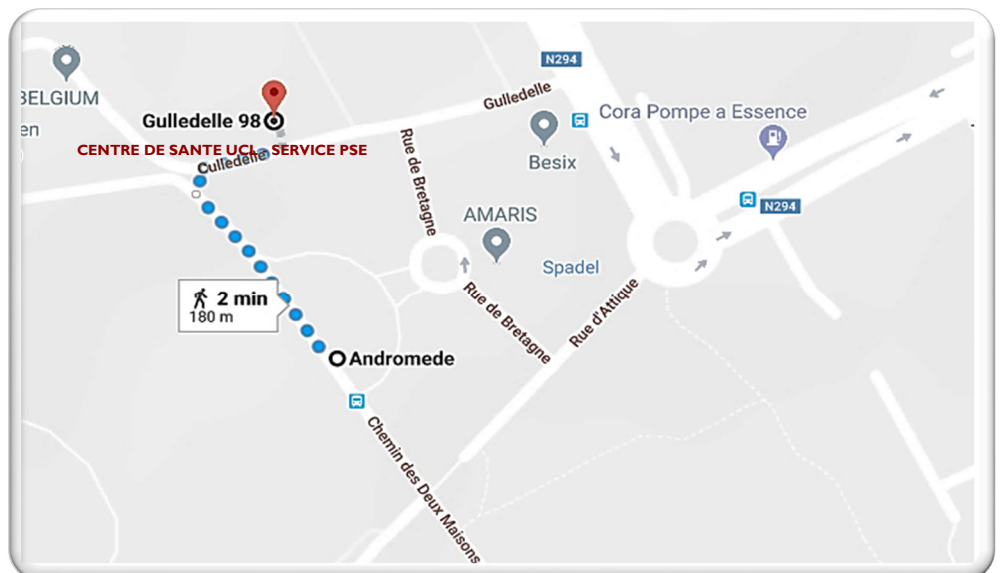 N294
BELGIUM
en
Gulledelle 98
Gulledelle
Cora Pompe a Essence
CENTRE DE SANTE UCL - SERVICE PSE
Gulledelle
Rue de Bretagne
Besix
AMARIS
N294
Spadel
2 min
180 m
Rue de Bretagne
Rue d'Attique
Andromede
Chemin des Deux Maisons